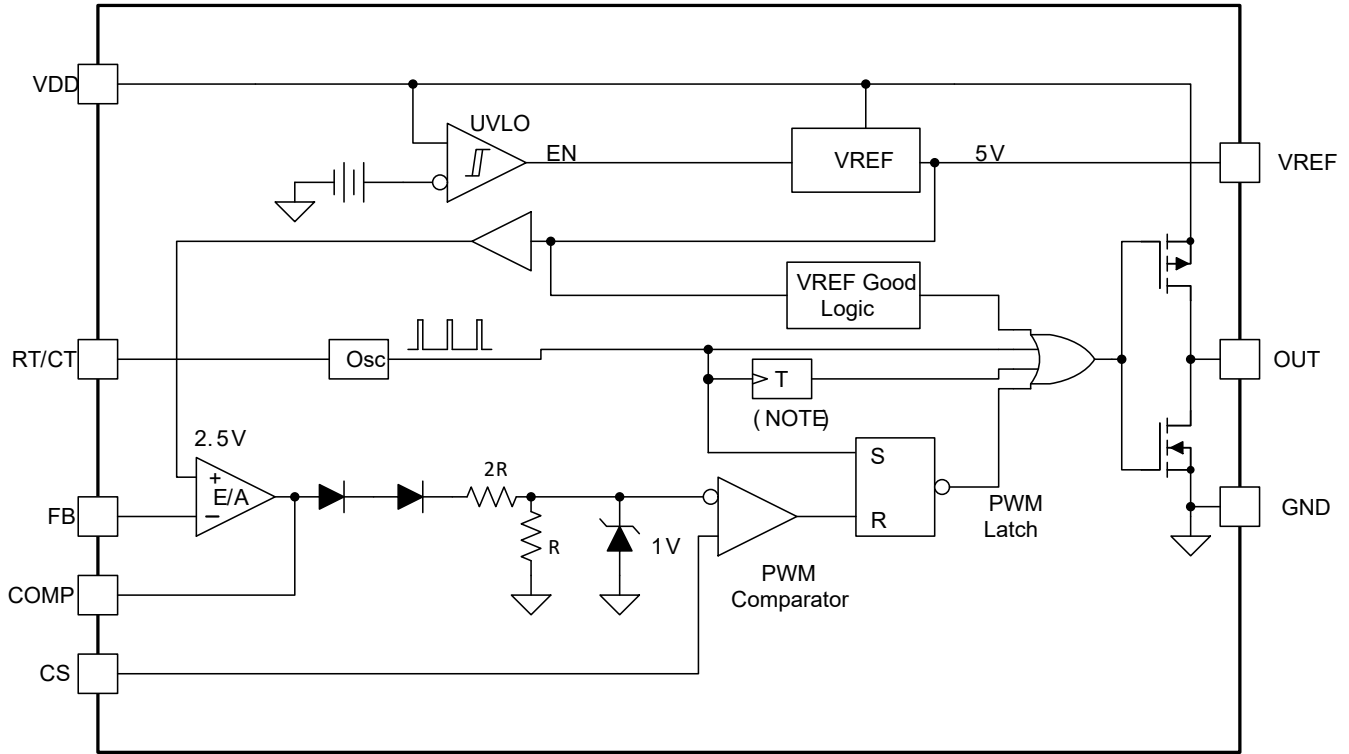 VDD
UVLO
EN
VREF
5V
VREF
VREF Good
Logic
RT/CT
Osc
T
(NOTE)
OUT
2.5V
+
E/A
−
2R
R
1V
S
R
PWM
Latch
FB
GND
PWM
Comparator
COMP
CS